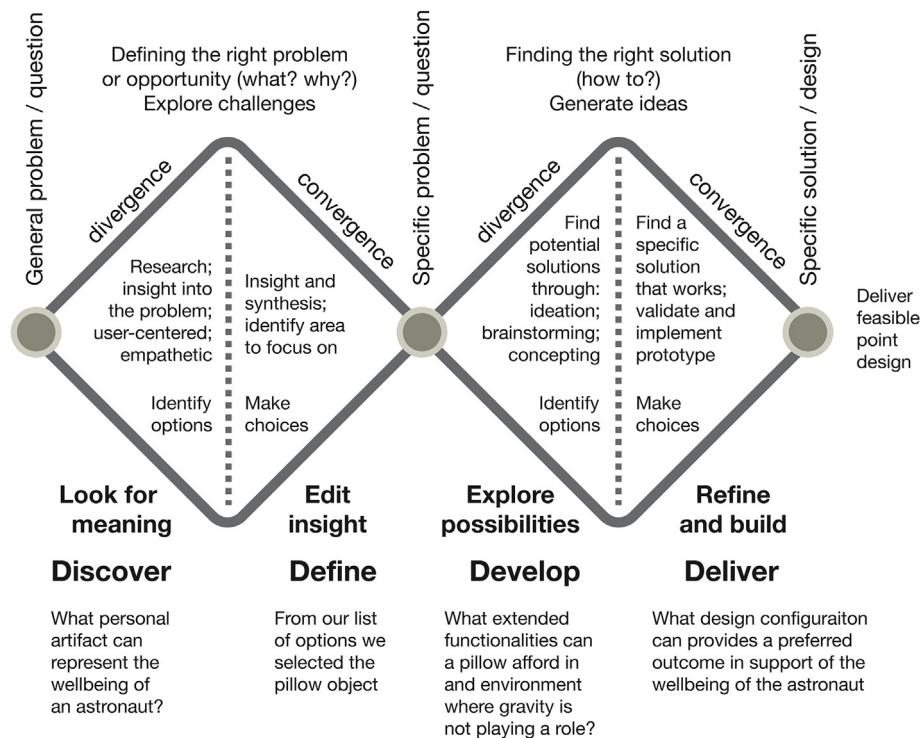 General problem / question
Defining the right problem
or opportunity (what? why?)
Explore challenges
Specific problem / question
Finding the right solution
(how to?)
Generate ideas
Specific solution / design
divergence
convergence
divergence
convergence
Research;
insight into
the problem;
user-centered;
empathetic
Insight and
synthesis;
identify area
to focus on
Find
potential
solutions
through:
ideation;
brainstorming;
concepting
Find a
specific
solution
that works;
validate and
implement
prototype
Deliver
feasible
point
design
Identify
options
Make
choices
Identify
options
Make
choices
Look for
meaning
Edit
insight
Explore
possibilities
Refine
and build
Discover
Define
Develop
Deliver
What personal
artifact can
represent the
wellbeing of
an astronaut?
From our list
of options we
selected the
pillow object
What extended
functionalities can
a pillow afford in
and environment
where gravity is
not playing a role?
What design configuraiton
can provides a preferred
outcome in support of the
wellbeing of the astronaut